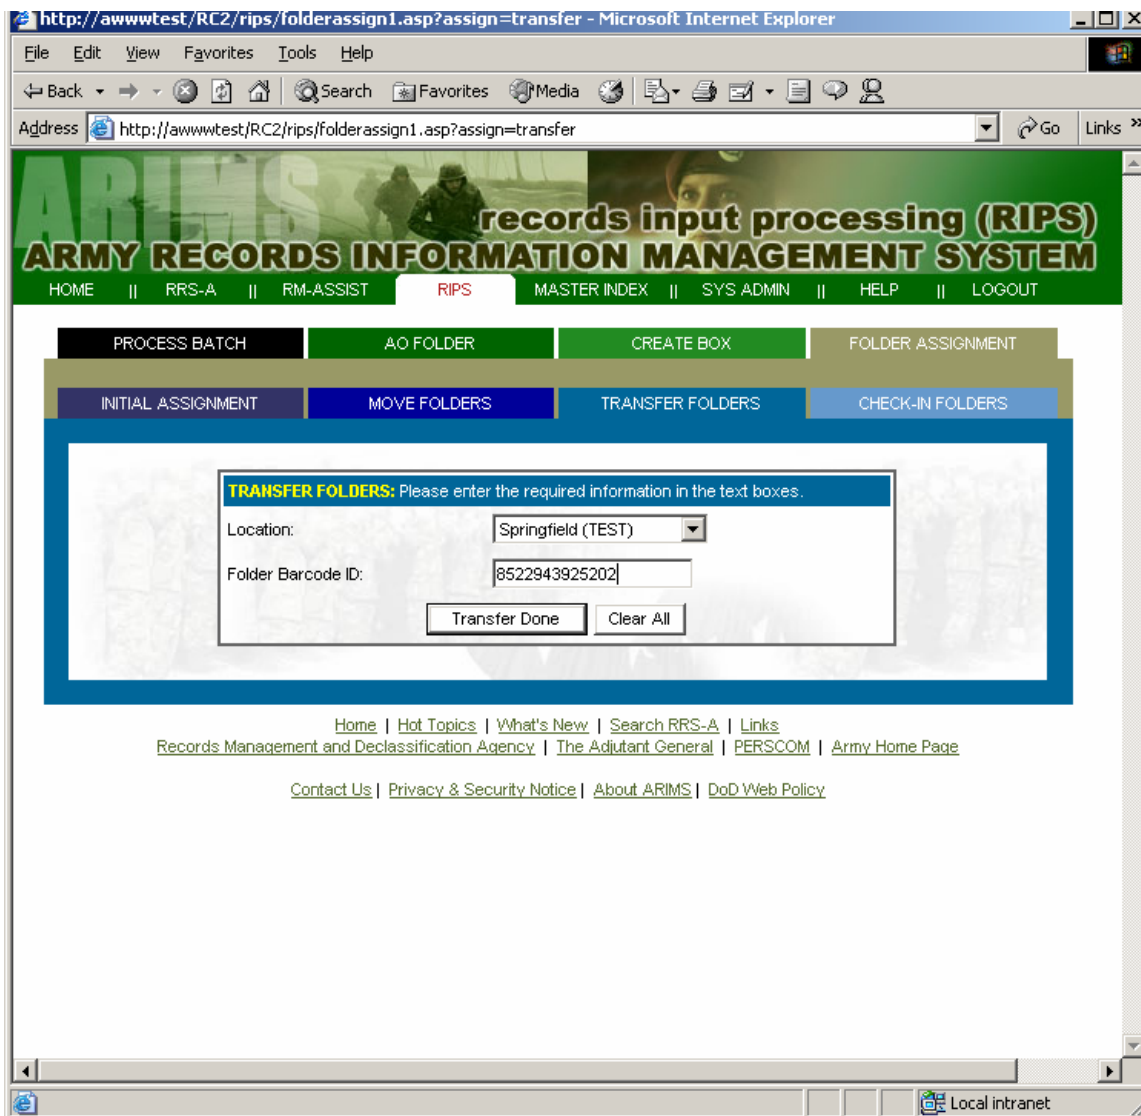 http://awwwtest/RC2/rips/folderassign1.asp?assign=transfer - Microsoft Internet Explorer
File Edit View Favorites Tools Help
Back Search Favorites Media
Address http://awwwtest/RC2/rips/folderassign1.asp?assign=transfer Go Links »
ARIMS
records input processing (RIPS)
ARMY RECORDS INFORMATION MANAGEMENT SYSTEM
HOME || RRS-A || RM-ASSIST RIPS MASTER INDEX || SYS ADMIN || HELP || LOGOUT
PROCESS BATCH AO FOLDER CREATE BOX FOLDER ASSIGNMENT
INITIAL ASSIGNMENT MOVE FOLDERS TRANSFER FOLDERS CHECK-IN FOLDERS
TRANSFER FOLDERS: Please enter the required information in the text boxes.
Location: Springfield (TEST)
Folder Barcode ID: 8522943925202
Transfer Done Clear All
Home | Hot Topics | What's New | Search RRS-A | Links
Records Management and Declassification Agency | The Adjutant General | PERSCOM | Army Home Page
Contact Us | Privacy & Security Notice | About ARIMS | DoD Web Policy
Local intranet